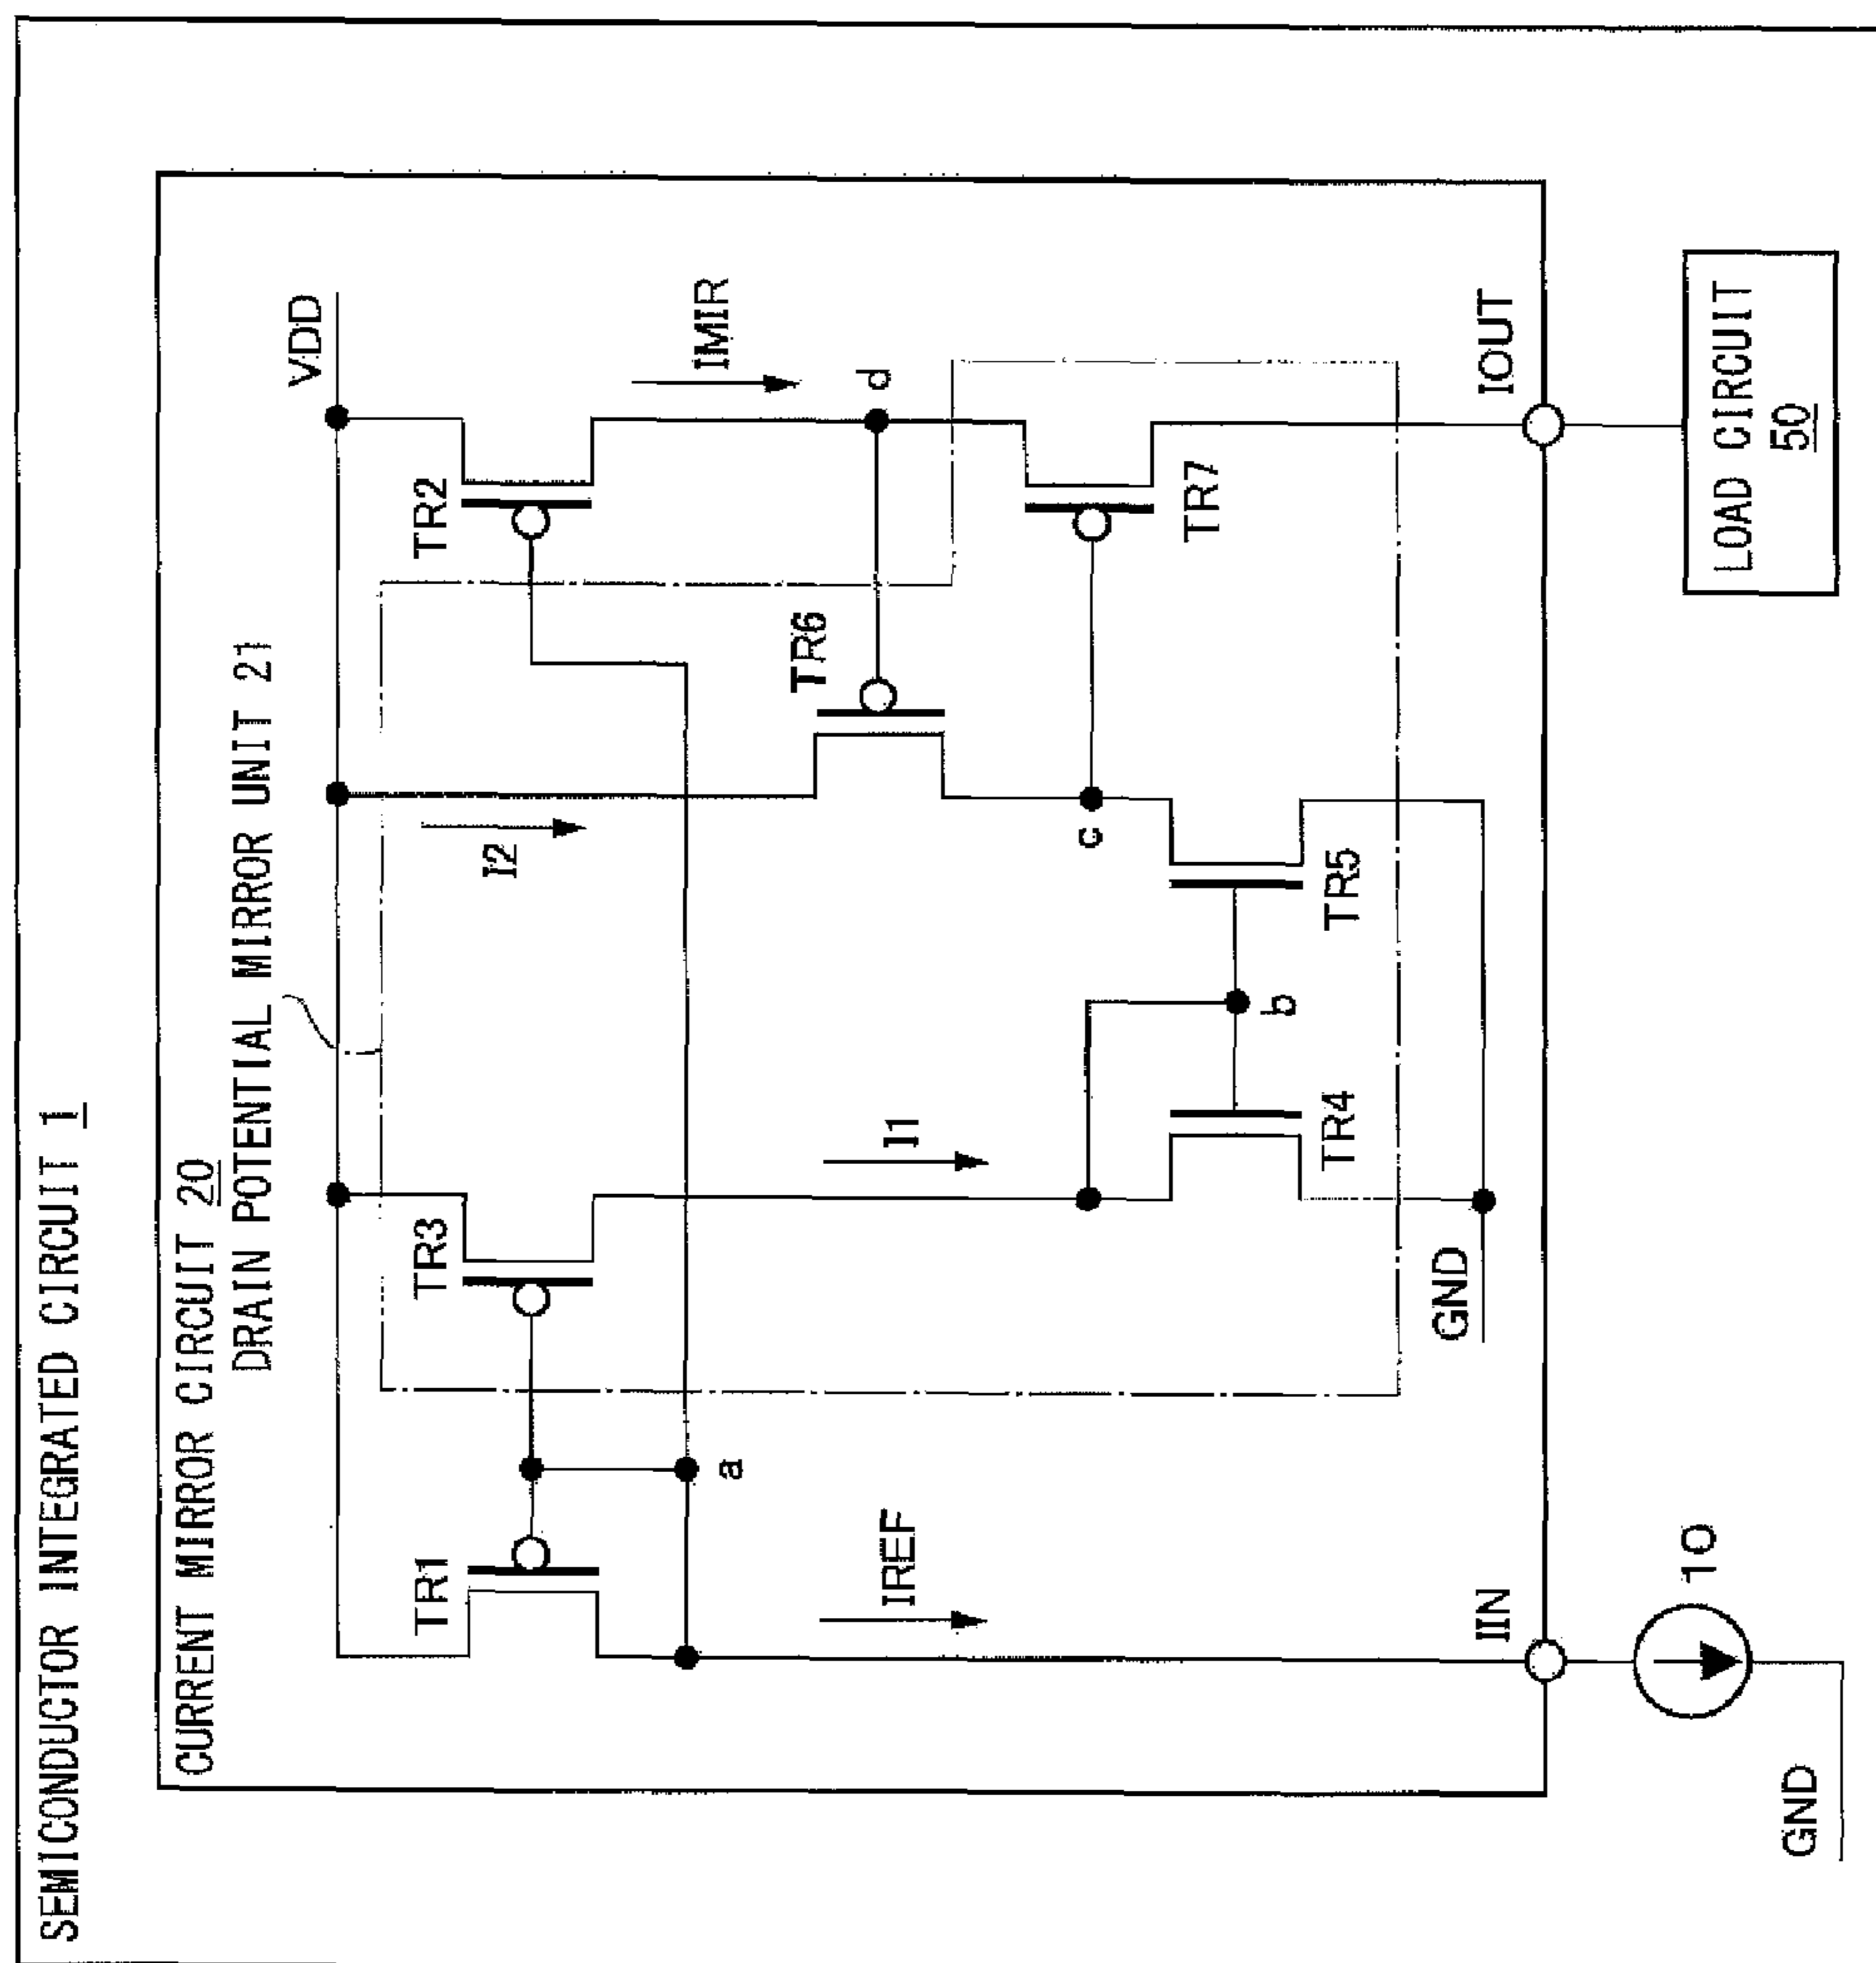 SEMICONDUCTOR INTEGRATED CIRCUIT 1
CURRENT MIRROR CIRCUIT 20
DRAIN POTENTIAL MIRROR UNIT 21
VDD
TR1
TR3
TR2
I2
IMIR
TR6
d
a
IREF
I1
c
b
TR4
TR5
TR7
GND
IIN
IOUT
10
LOAD CIRCUIT
50
GND